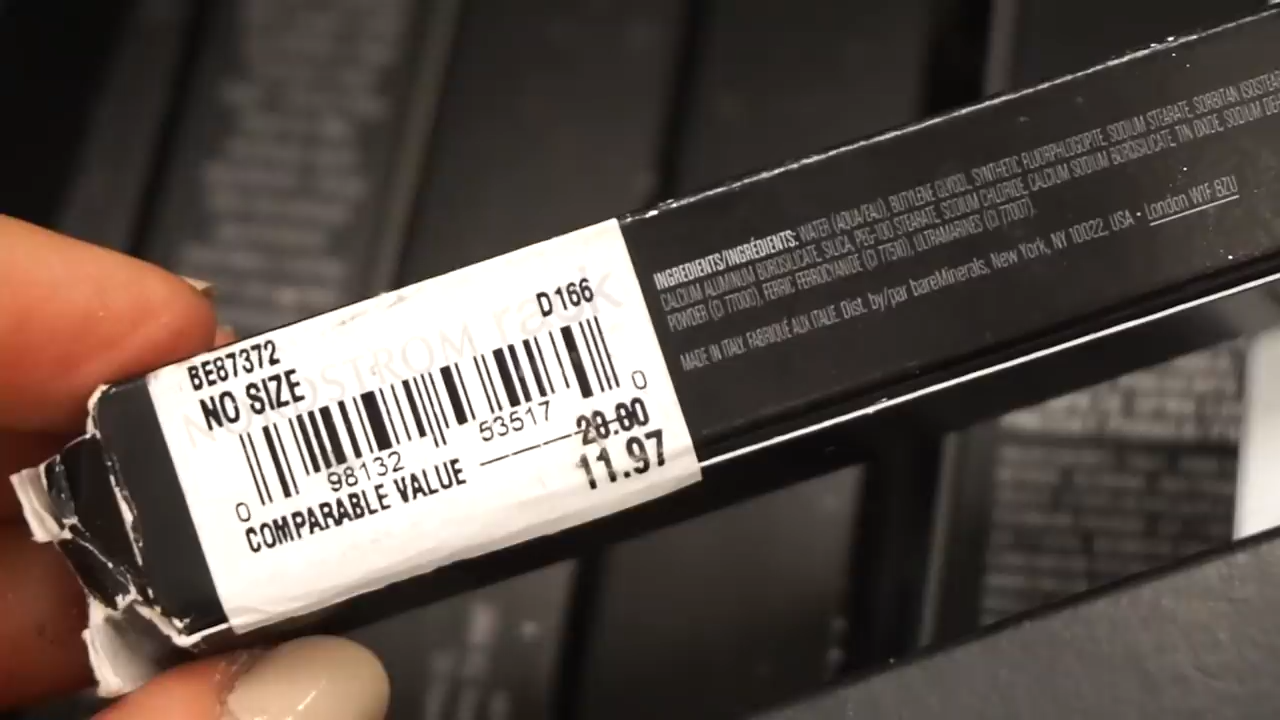 BE87372
D166
NO SIZE
NORDSTROM rack
0 98132 53517 0
COMPARABLE VALUE 20.00
11.97
INGREDIENTS/INGRÉDIENTS: WATER (AQUA/EAU), BUTYLENE GLYCOL, SYNTHETIC FLUORPHLOGOPITE, SODIUM STEARATE, SORBITAN
CALCIUM ALUMINUM BOROSILICATE, SILICA, PEG-100 STEARATE, SODIUM CHLORIDE, CALCIUM SODIUM BOROSILICATE, TIN OXIDE, SODIUM
POWDER (CI 77000), FERRIC FERROCYANIDE (CI 77510), ULTRAMARINES (CI 77007).
MADE IN ITALY. FABRIQUÉ AUX ITALIE. Dist. by/par bareMinerals, New York, NY 10022. USA • London W1F 8ZU